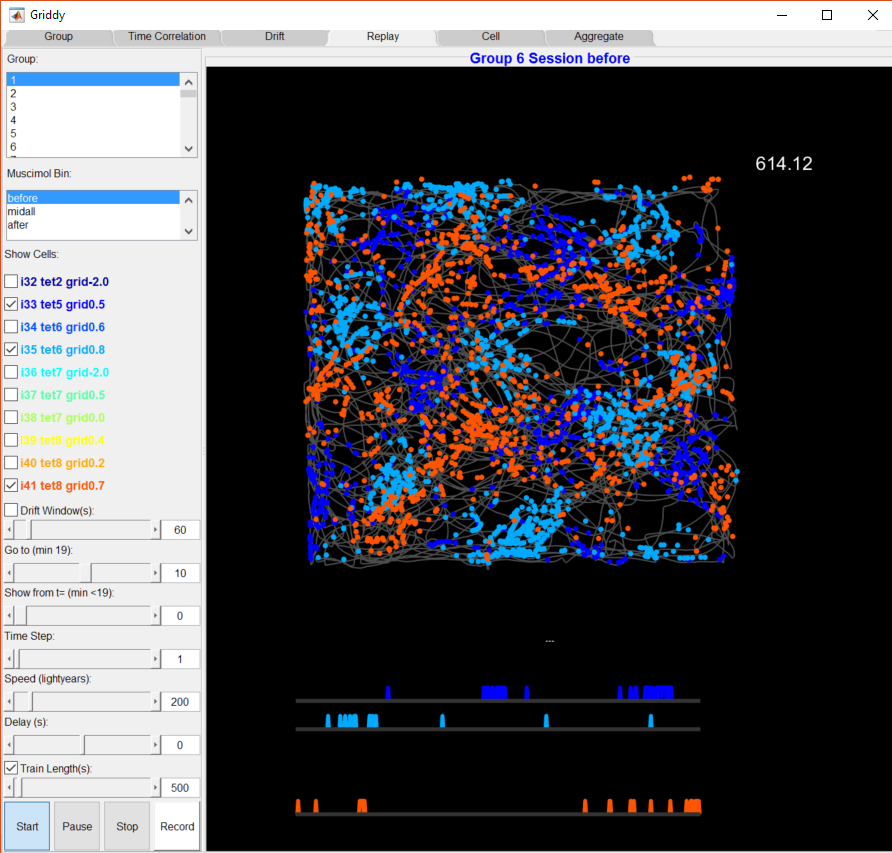 Griddy
Group Time Correlation Drift Replay Cell Aggregate
Group:
Group 6 Session before
1
2
3
4
5
6
614.12
Muscimol Bin:
before
midall
after
Show Cells:
i32 tet2 grid-2.0
i33 tet5 grid0.5
i34 tet6 grid0.6
i35 tet6 grid0.8
i36 tet7 grid-2.0
i37 tet7 grid0.5
i38 tet7 grid0.0
i39 tet8 grid0.4
i40 tet8 grid0.2
i41 tet8 grid0.7
Drift Window(s):
60
Go to (min 19):
10
Show from t= (min <19):
0
Time Step:
---
1
Speed (lightyears):
200
Delay (s):
0
Train Length(s):
500
Start Pause Stop Record